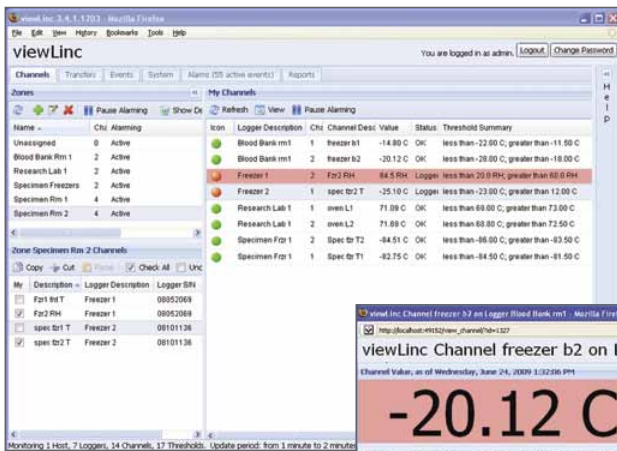 viewLinc 3.4.1.1703 - Mozilla Firefox
File Edit View History Bookmarks Tools Help
viewLinc
You are logged in as admin. Logout Change Password
Channels Transfers Events System Alarms (55 active events) Reports
Zones
My Channels
Help
Pause Alarming Show De
Refresh View Pause Alarming
Name Cha Alarming
Icon Logger Description Cha Channel Desc Value Status Threshold Summary
Unassigned 0 Active
Blood Bank Rm 1 2 Active
Research Lab 1 2 Active
Specimen Freezers 2 Active
Specimen Rm 1 4 Active
Specimen Rm 2 4 Active
Blood Bank rm1 1 freezer b1 -14.80 C OK less than -22.00 C; greater than -11.50 C
Blood Bank rm1 2 freezer b2 -20.12 C OK less than -28.00 C; greater than -18.00 C
Freezer 1 2 Fzr2 RH 84.5 RH Logger less than 20.0 RH; greater than 60.0 RH
Freezer 2 1 spec fzr2 T -25.10 C Logger less than -23.00 C; greater than 12.00 C
Research Lab 1 1 oven L1 71.09 C OK less than 69.00 C; greater than 73.00 C
Research Lab 1 2 oven L2 71.69 C OK less than 68.80 C; greater than 72.50 C
Specimen Frzr 1 2 Spec fzr T2 -84.51 C OK less than -86.00 C; greater than -83.50 C
Specimen Frzr 1 1 Spec fzr T1 -82.75 C OK less than -84.50 C; greater than -81.50 C
Zone Specimen Rm 2 Channels
Copy Cut Paste Check All Unc
My Description Logger Description Logger S/N
Fzr1 fnt T Freezer 1 08052069
Fzr2 RH Freezer 1 08052069
spec fzr1 T Freezer 2 08101136
spec fzr2 T Freezer 2 08101136
Monitoring 1 Host, 7 Loggers, 14 Channels, 17 Thresholds. Update period: from 1 minute to 2 minutes
viewLinc Channel freezer b2 on Logger Blood Bank rm1 - Mozilla Firef
http://localhost:49152/view_channel/?id=1327
viewLinc Channel freezer b2 on L
Channel Value, as of Wednesday, June 24, 2009 1:32:06 PM
-20.12 C